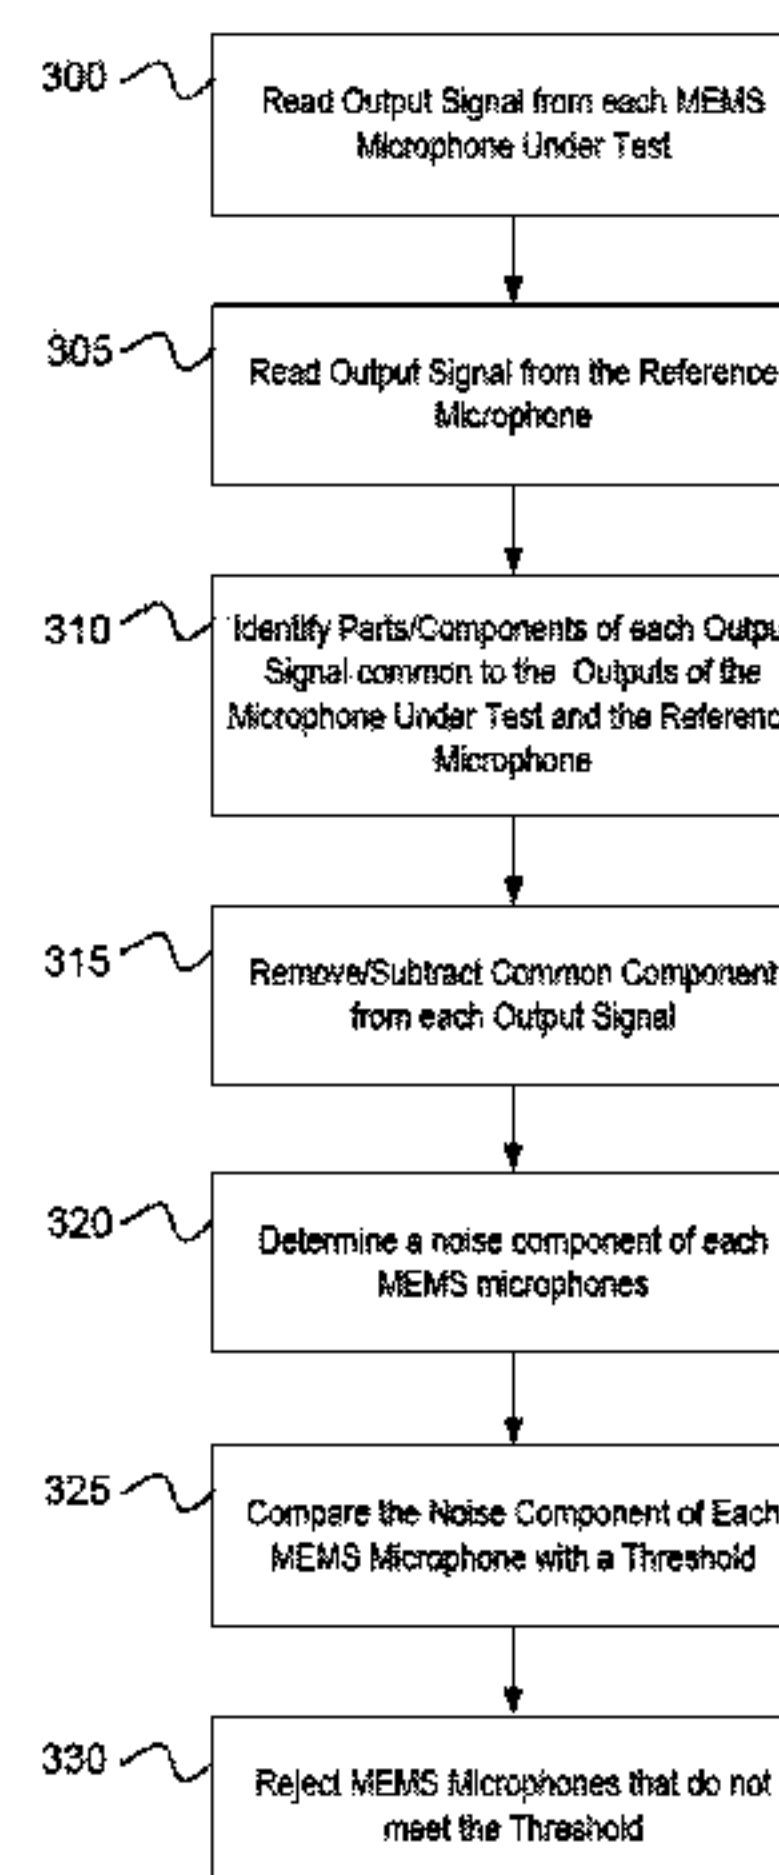 300
Read Output Signal from each MEMS
Microphone Under Test
305
Read Output Signal from the Reference
Microphone
310
Identify Parts/Components of each Outpu
Signal common to the Outputs of the
Microphone Under Test and the Referenc
Microphone
315
Remove/Subtract Common Component
from each Output Signal
320
Determine a noise component of each
MEMS microphones
325
Compare the Noise Component of Each
MEMS Microphone with a Threshold
330
Reject MEMS Microphones that do not
meet the Threshold